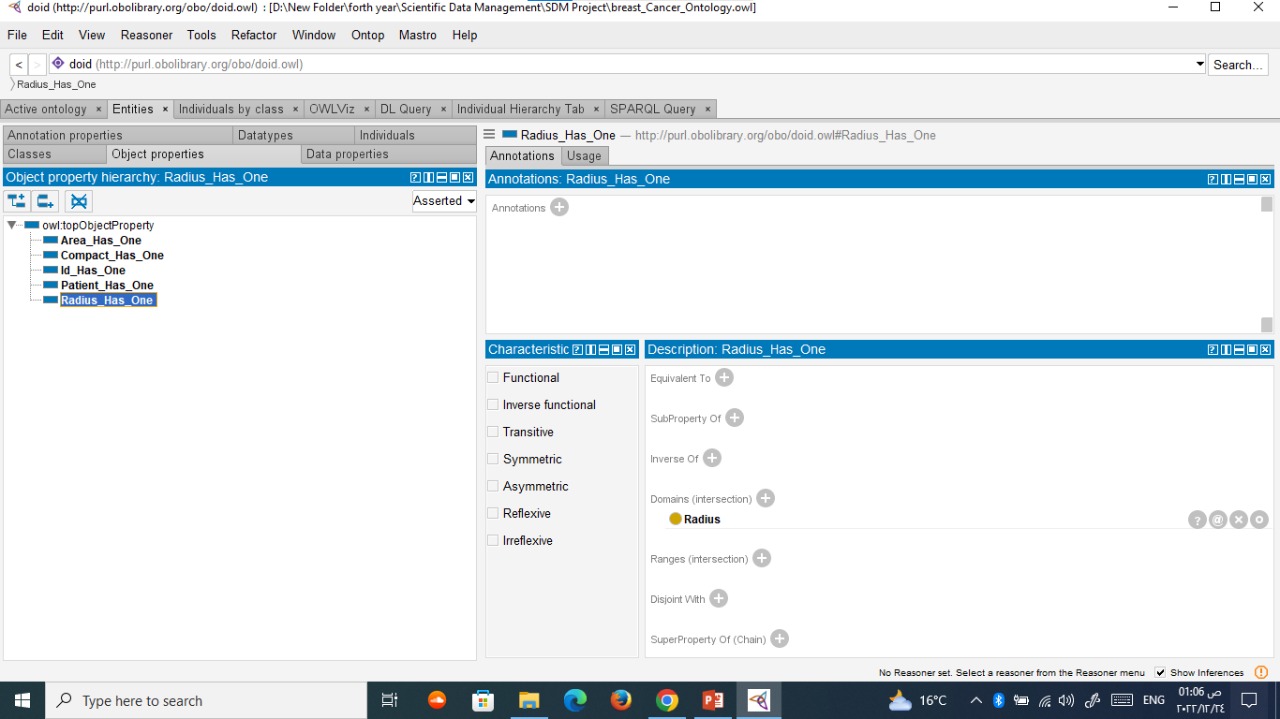 doid (http://purl.obolibrary.org/obo/doid.owl) : [D:\New Folder\forth year\Scientific Data Management\SDM Project\breast_Cancer_Ontology.owl]
File Edit View Reasoner Tools Refactor Window Ontop Mastro Help
< > doid (http://purl.obolibrary.org/obo/doid.owl) Search...
Radius_Has_One
Active ontology × Entities × Individuals by class × OWLViz × DL Query × Individual Hierarchy Tab × SPARQL Query ×
Annotation properties Datatypes Individuals
Classes Object properties Data properties
Object property hierarchy: Radius_Has_One
Asserted
owl:topObjectProperty
Area_Has_One
Compact_Has_One
Id_Has_One
Patient_Has_One
Radius_Has_One
Radius_Has_One — http://purl.obolibrary.org/obo/doid.owl#Radius_Has_One
Annotations Usage
Annotations: Radius_Has_One
Annotations
Characteristic
Functional
Inverse functional
Transitive
Symmetric
Asymmetric
Reflexive
Irreflexive
Description: Radius_Has_One
Equivalent To
SubProperty Of
Inverse Of
Domains (intersection)
Radius
Ranges (intersection)
Disjoint With
SuperProperty Of (Chain)
No Reasoner set. Select a reasoner from the Reasoner menu Show Inferences
Type here to search
16°C ENG
01:06 ص
٢٠٢٢/١٢/٢٤